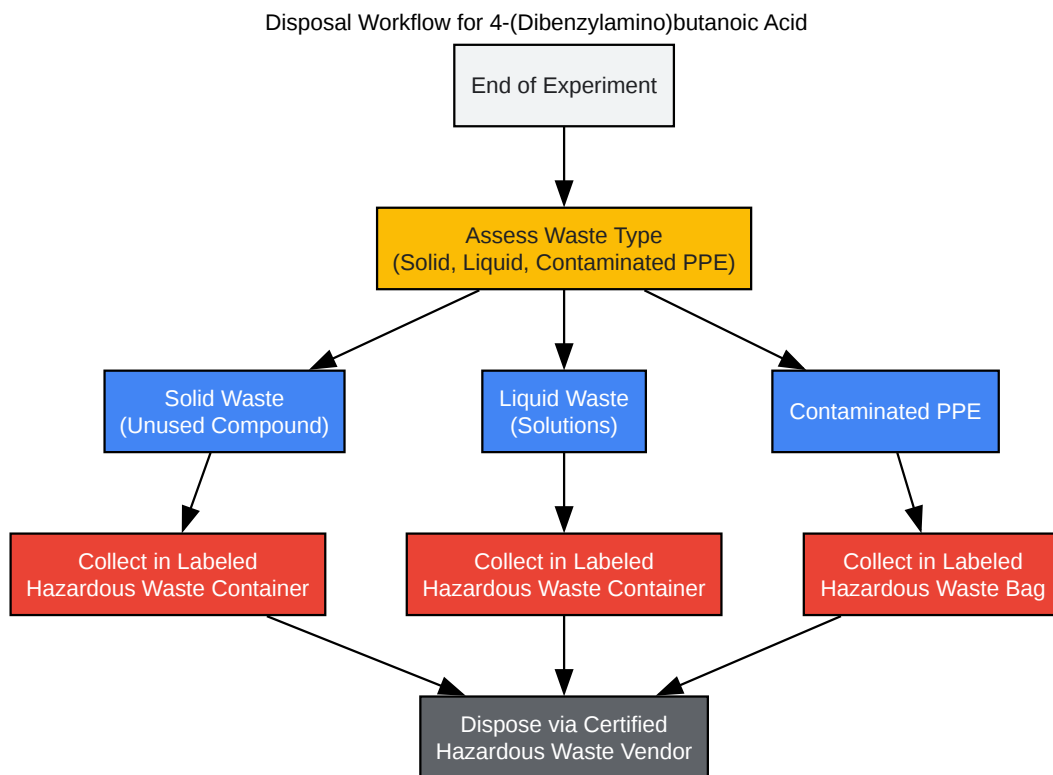 Disposal Workflow for 4-(Dibenzylamino)butanoic Acid
End of Experiment
Assess Waste Type
(Solid, Liquid, Contaminated PPE)
Solid Waste
(Unused Compound)
Liquid Waste
(Solutions)
Contaminated PPE
Collect in Labeled
Hazardous Waste Container
Collect in Labeled
Hazardous Waste Container
Collect in Labeled
Hazardous Waste Bag
Dispose via Certified
Hazardous Waste Vendor